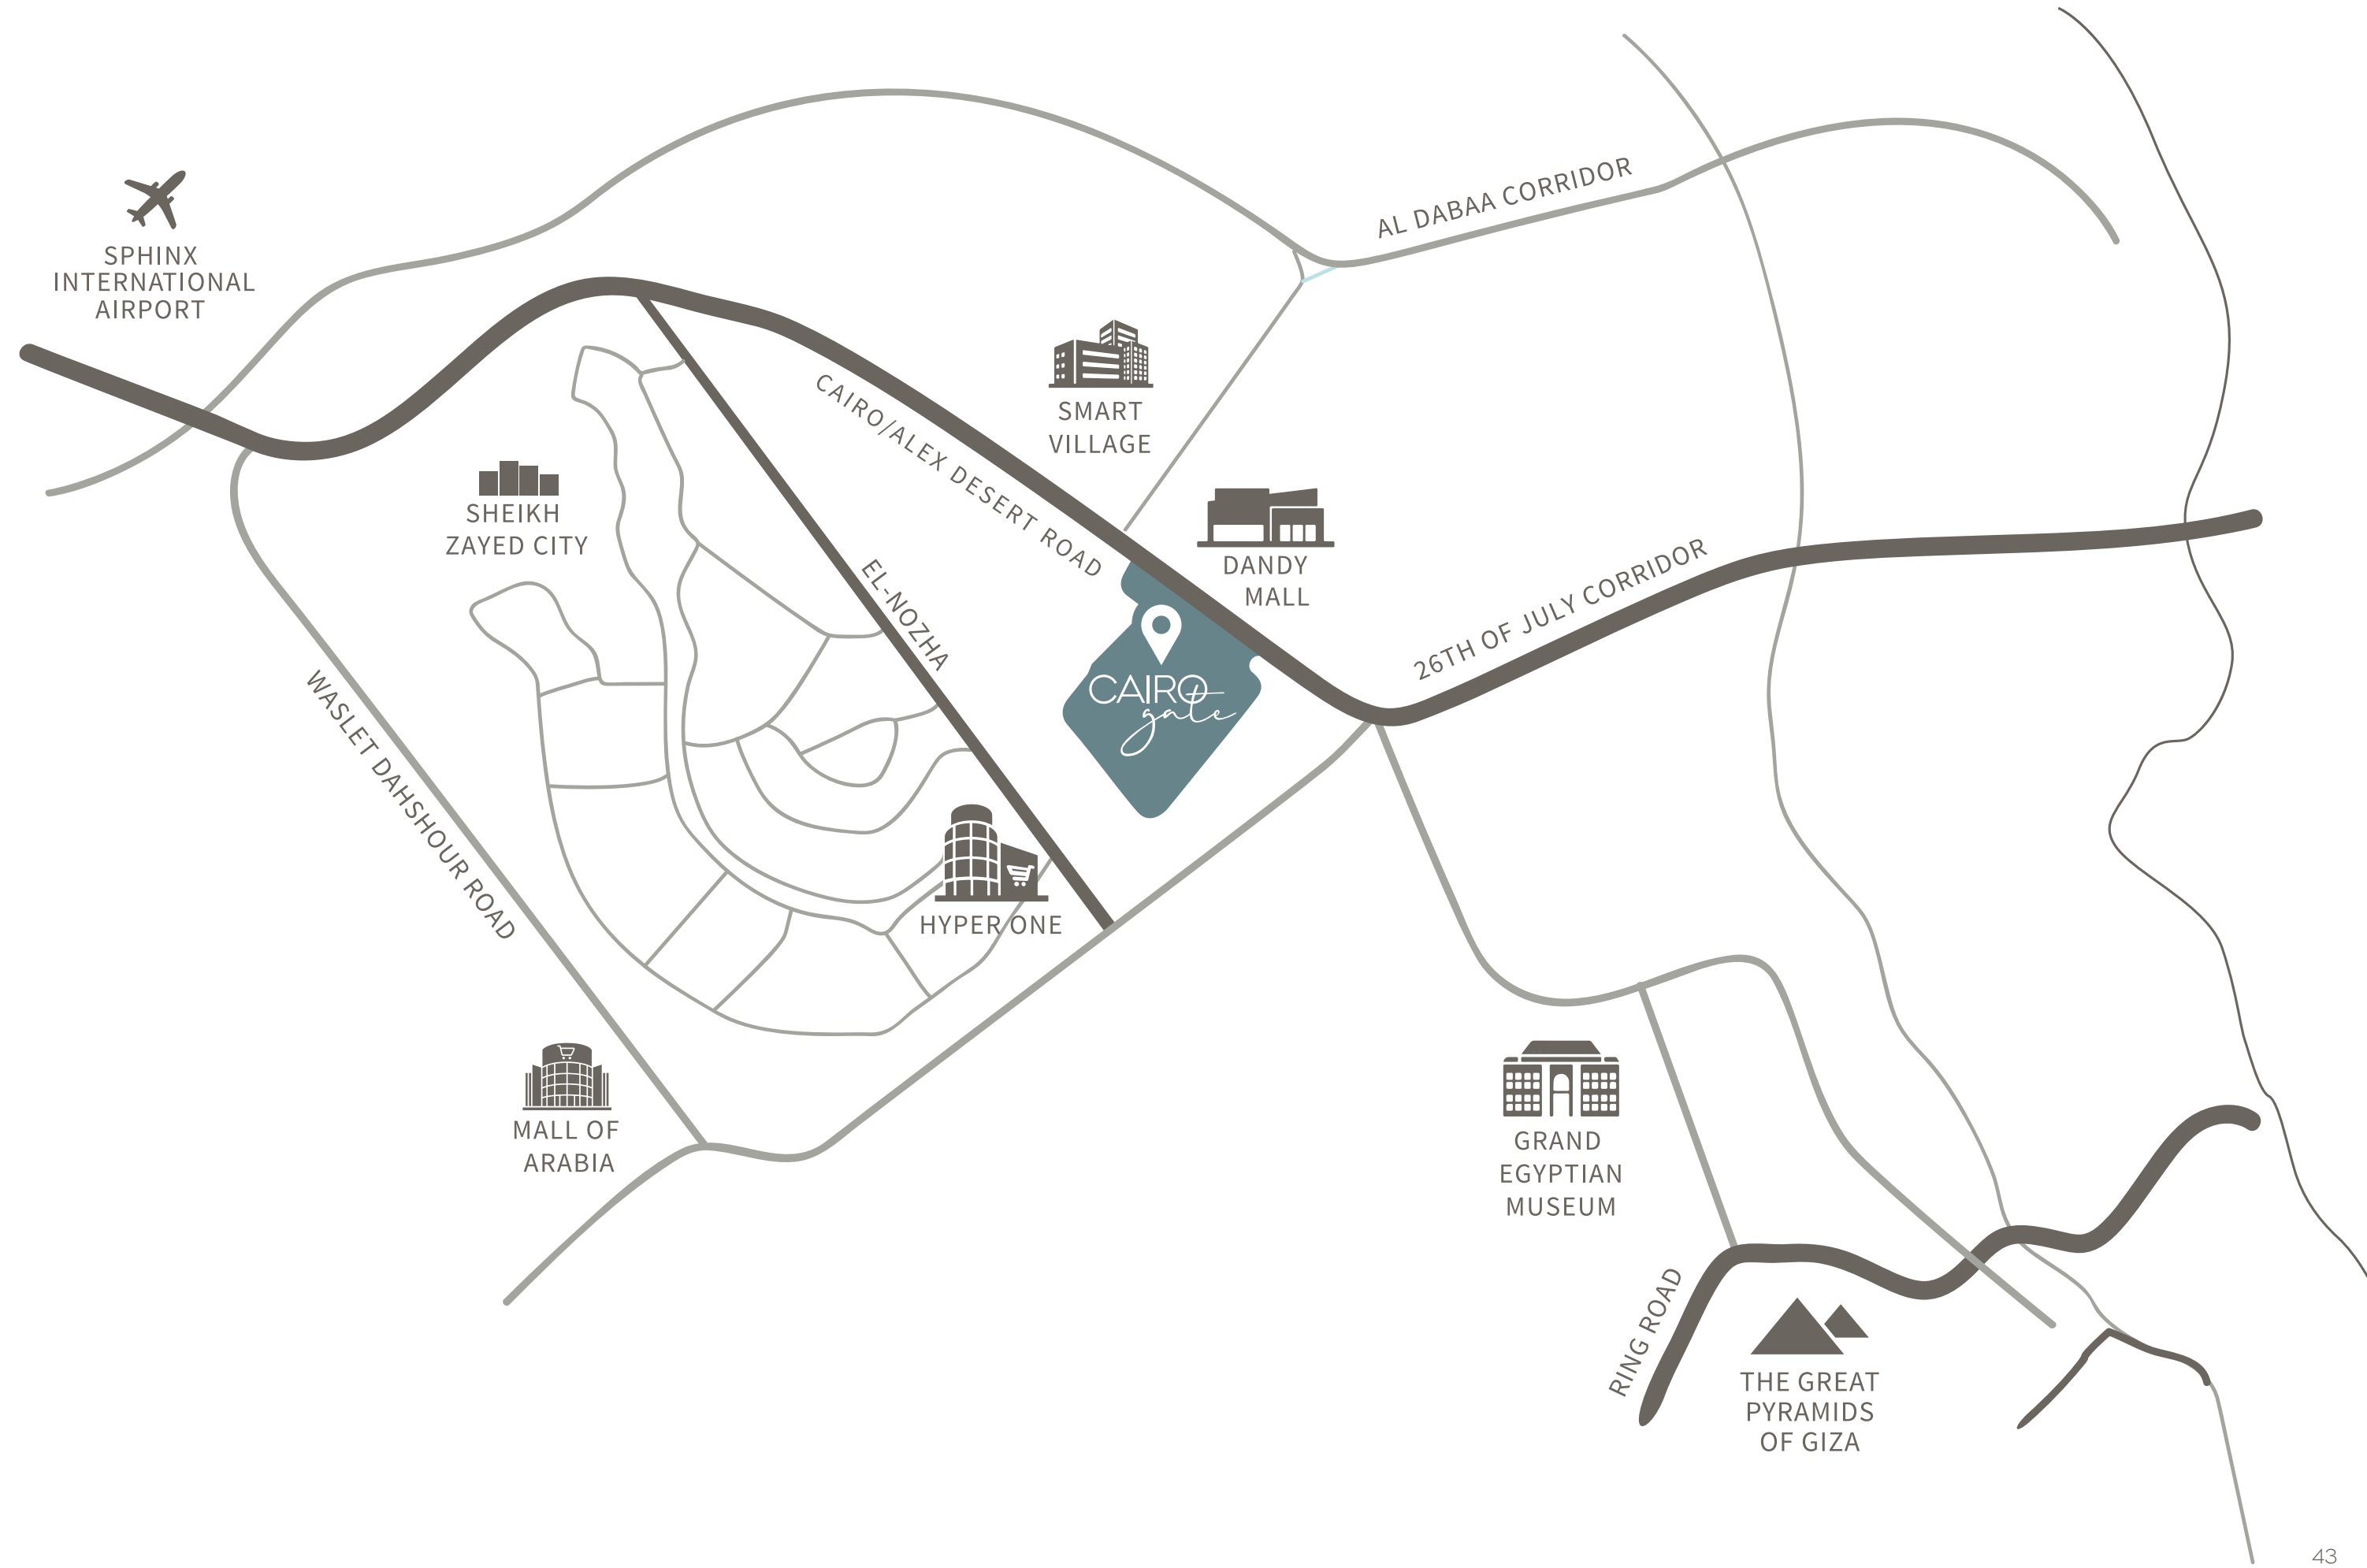 AL DABAA CORRIDOR
SPHINX
INTERNATIONAL
AIRPORT
SMART
VILLAGE
CAIRO/ALEX DESERT ROAD
SHEIKH
ZAYED CITY
DANDY
MALL
EL-NOZHA
26TH OF JULY CORRIDOR
CAIRO
gate
WASLET DAHSHOUR ROAD
HYPER ONE
MALL OF
ARABIA
GRAND
EGYPTIAN
MUSEUM
RING ROAD
THE GREAT
PYRAMIDS
OF GIZA
43